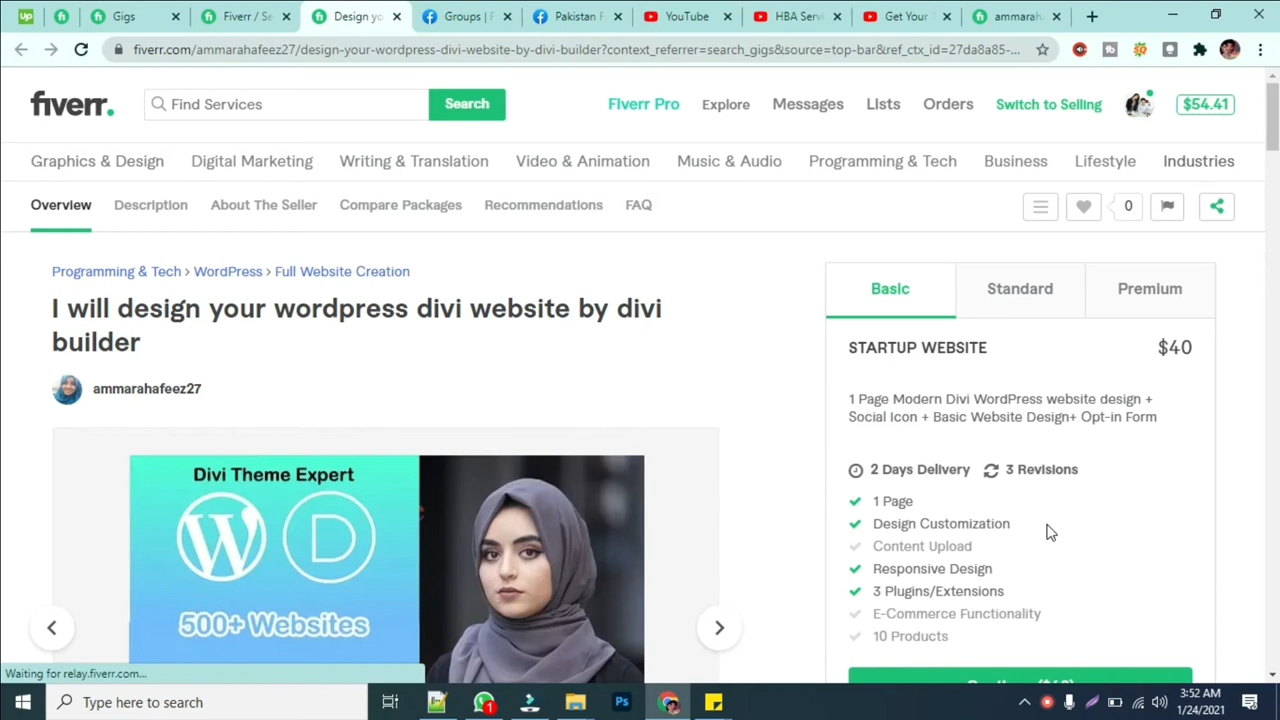 Gigs
Fiverr / Se
Design yo
Groups | F
Pakistan F
YouTube
HBA Servi
Get Your
ammarah
fiverr.com/ammarahafeez27/design-your-wordpress-divi-website-by-divi-builder?context_referrer=search_gigs&source=top-bar&ref_ctx_id=27da8a85-...
fiverr.
Find Services
Search
Fiverr Pro
Explore
Messages
Lists
Orders
Switch to Selling
$54.41
Graphics & Design
Digital Marketing
Writing & Translation
Video & Animation
Music & Audio
Programming & Tech
Business
Lifestyle
Industries
Overview
Description
About The Seller
Compare Packages
Recommendations
FAQ
0
Programming & Tech › WordPress › Full Website Creation
I will design your wordpress divi website by divi
builder
ammarahafeez27
Divi Theme Expert
W D
500+ Websites
Basic
Standard
Premium
STARTUP WEBSITE
$40
1 Page Modern Divi WordPress website design +
Social Icon + Basic Website Design+ Opt-in Form
2 Days Delivery
3 Revisions
1 Page
Design Customization
Content Upload
Responsive Design
3 Plugins/Extensions
E-Commerce Functionality
10 Products
Waiting for relay.fiverr.com...
Type here to search
1
Ps
3:52 AM
1/24/2021